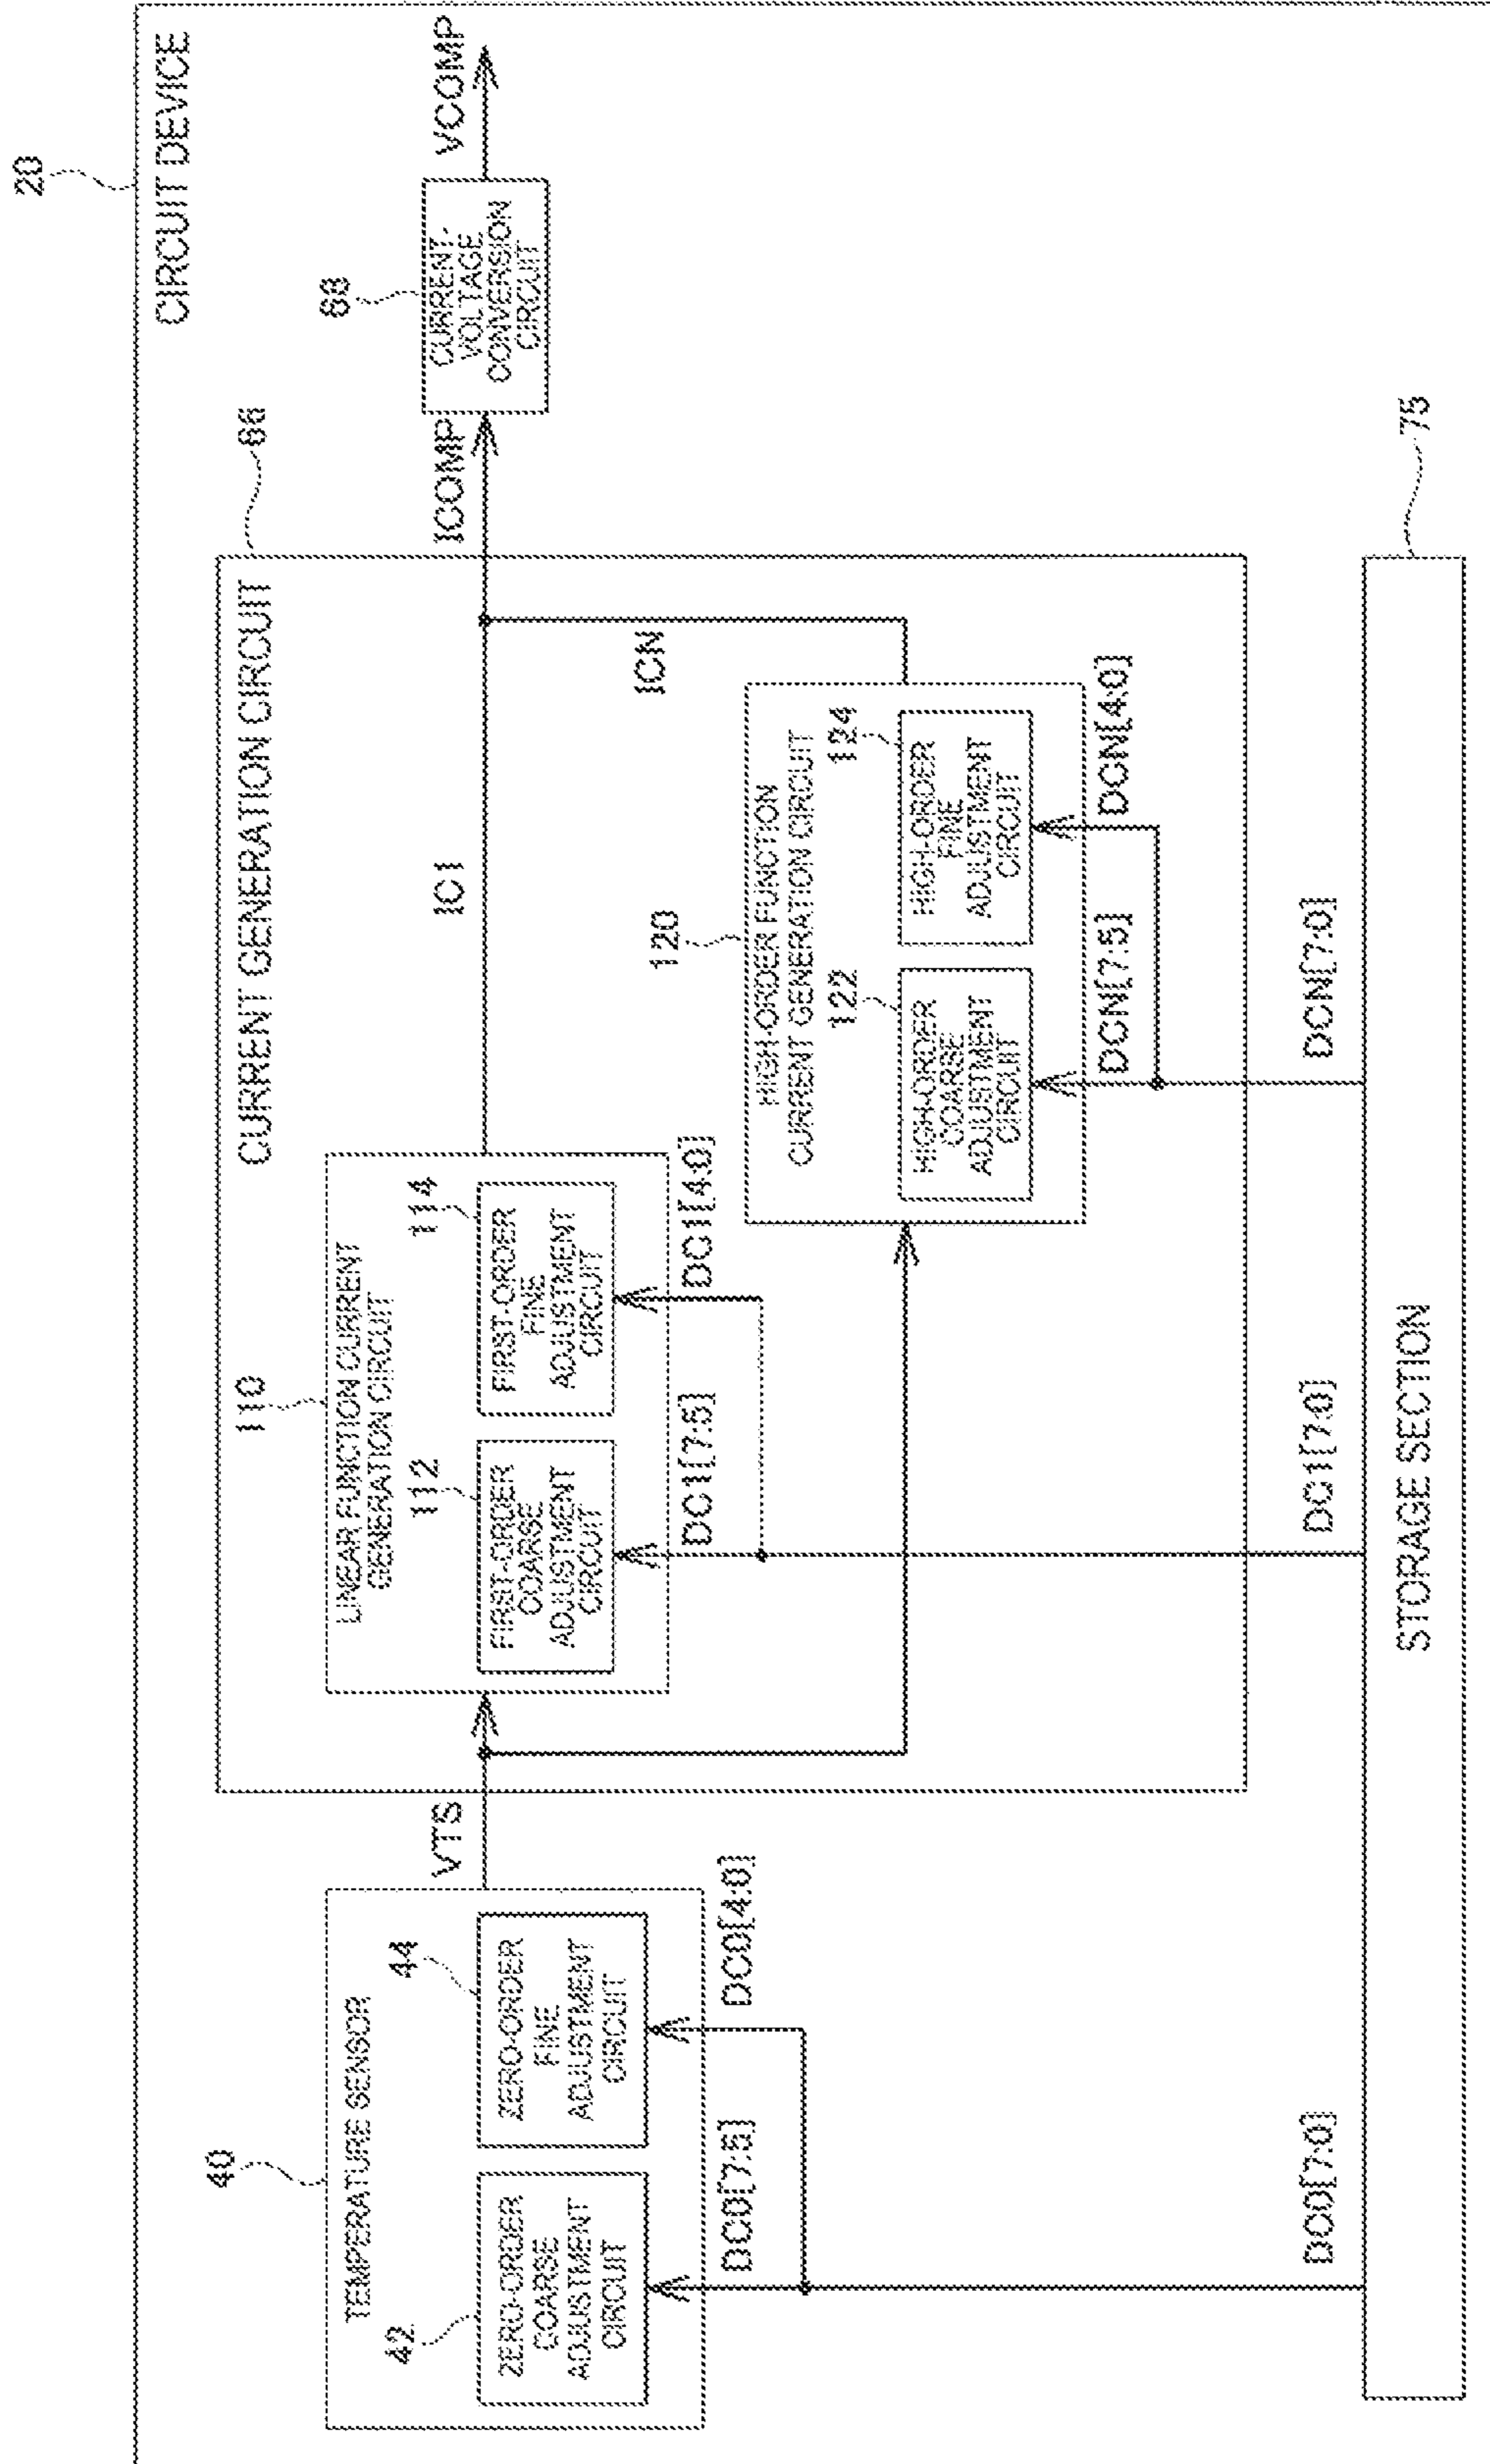 20
CIRCUIT DEVICE
40
TEMPERATURE SENSOR
42
ZERO-ORDER
COARSE
ADJUSTMENT
CIRCUIT
44
ZERO-ORDER
FINE
ADJUSTMENT
CIRCUIT
DC0[7:5]
DC0[4:0]
DC0[7:0]
VTS
CURRENT GENERATION CIRCUIT
66
110
LINEAR FUNCTION CURRENT
GENERATION CIRCUIT
112
FIRST-ORDER
COARSE
ADJUSTMENT
CIRCUIT
114
FIRST-ORDER
FINE
ADJUSTMENT
CIRCUIT
DC1[7:5]
DC1[4:0]
DC1[7:0]
IC1
120
HIGH-ORDER FUNCTION
CURRENT GENERATION CIRCUIT
122
HIGH-ORDER
COARSE
ADJUSTMENT
CIRCUIT
124
HIGH-ORDER
FINE
ADJUSTMENT
CIRCUIT
DCN[7:5]
DCN[4:0]
DCN[7:0]
ICN
ICOMP
68
CURRENT-
VOLTAGE
CONVERSION
CIRCUIT
VCOMP
STORAGE SECTION
75